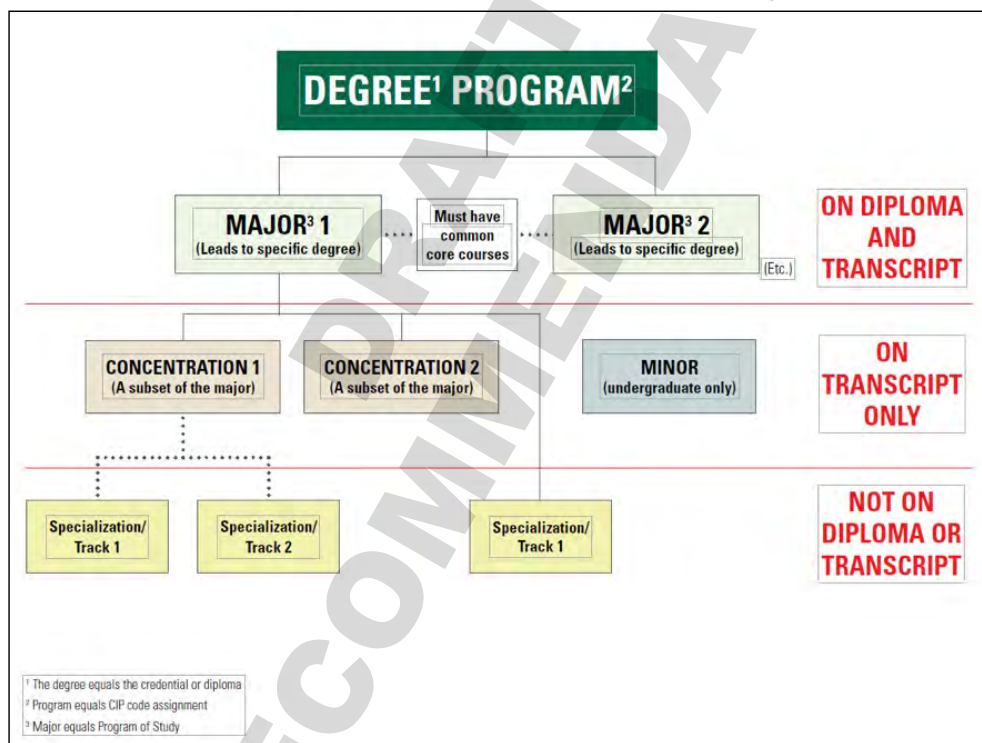 DEGREE¹ PROGRAM²
MAJOR³ 1
(Leads to specific degree)
Must have
common
core courses
MAJOR³ 2
(Leads to specific degree)
(Etc.)
ON DIPLOMA
AND
TRANSCRIPT
CONCENTRATION 1
(A subset of the major)
CONCENTRATION 2
(A subset of the major)
MINOR
(undergraduate only)
ON
TRANSCRIPT
ONLY
Specialization/
Track 1
Specialization/
Track 2
Specialization/
Track 1
NOT ON
DIPLOMA OR
TRANSCRIPT
¹ The degree equals the credential or diploma
² Program equals CIP code assignment
³ Major equals Program of Study
DRAFT